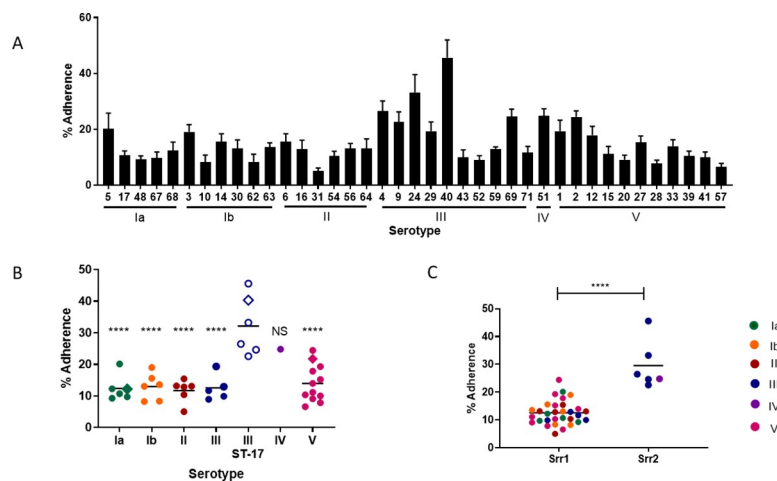 A
% Adherence
60
40
20
0
5 17 48 67 68 3 10 14 30 62 63 6 16 31 54 56 64 4 9 24 29 40 43 52 59 69 71 51 1 2 12 15 20 27 28 33 39 41 57
Ia Ib II III IV V
Serotype
B
% Adherence
50
40
30
20
10
0
**** **** **** **** NS ****
Ia Ib II III III IV V
ST-17
Serotype
C
****
% Adherence
50
40
30
20
10
0
Srr1 Srr2
Ia
Ib
II
III
IV
V